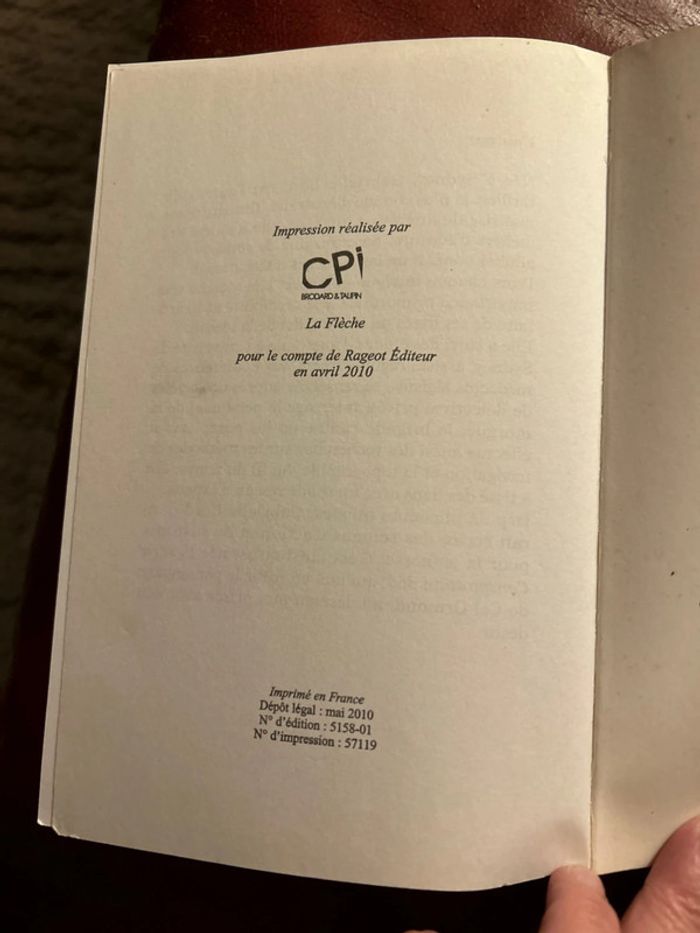 Impression réalisée par
CPi
BRODARD & TAUPIN
La Flèche
pour le compte de Rageot Éditeur
en avril 2010
Imprimé en France
Dépôt légal : mai 2010
N° d'édition : 5158-01
N° d'impression : 57119